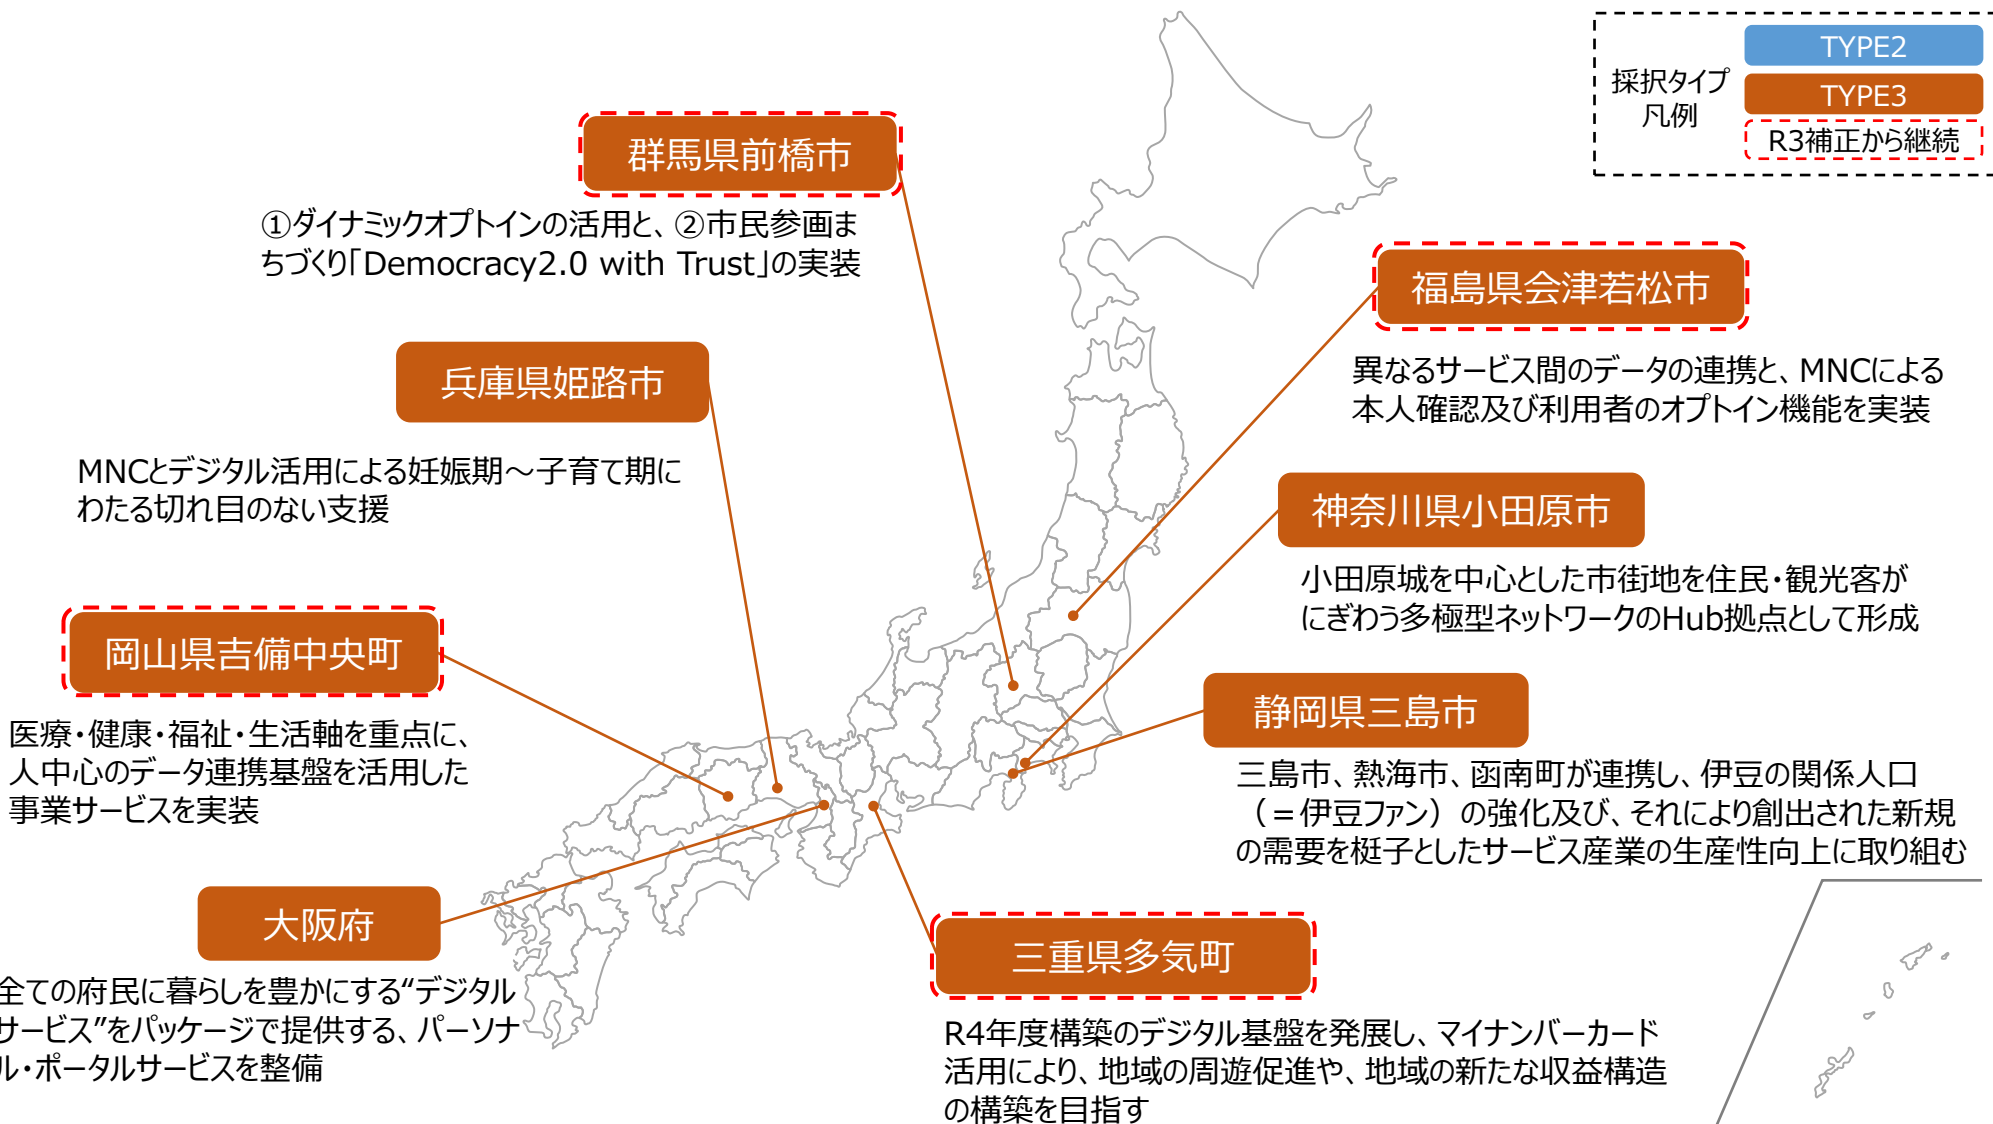 採択タイプ
凡例
TYPE2
TYPE3
R3補正から継続
群馬県前橋市
①ダイナミックオプトインの活用と、②市民参画ま
ちづくり「Democracy2.0 with Trust」の実装
福島県会津若松市
異なるサービス間のデータの連携と、MNCによる
本人確認及び利用者のオプトイン機能を実装
兵庫県姫路市
MNCとデジタル活用による妊娠期～子育て期に
わたる切れ目のない支援
神奈川県小田原市
小田原城を中心とした市街地を住民・観光客が
にぎわう多極型ネットワークのHub拠点として形成
岡山県吉備中央町
医療・健康・福祉・生活軸を重点に、
人中心のデータ連携基盤を活用した
事業サービスを実装
静岡県三島市
三島市、熱海市、函南町が連携し、伊豆の関係人口
（＝伊豆ファン）の強化及び、それにより創出された新規
の需要を梃子としたサービス産業の生産性向上に取り組む
大阪府
全ての府民に暮らしを豊かにする“デジタル
サービス”をパッケージで提供する、パーソナ
ル・ポータルサービスを整備
三重県多気町
R4年度構築のデジタル基盤を発展し、マイナンバーカード
活用により、地域の周遊促進や、地域の新たな収益構造
の構築を目指す